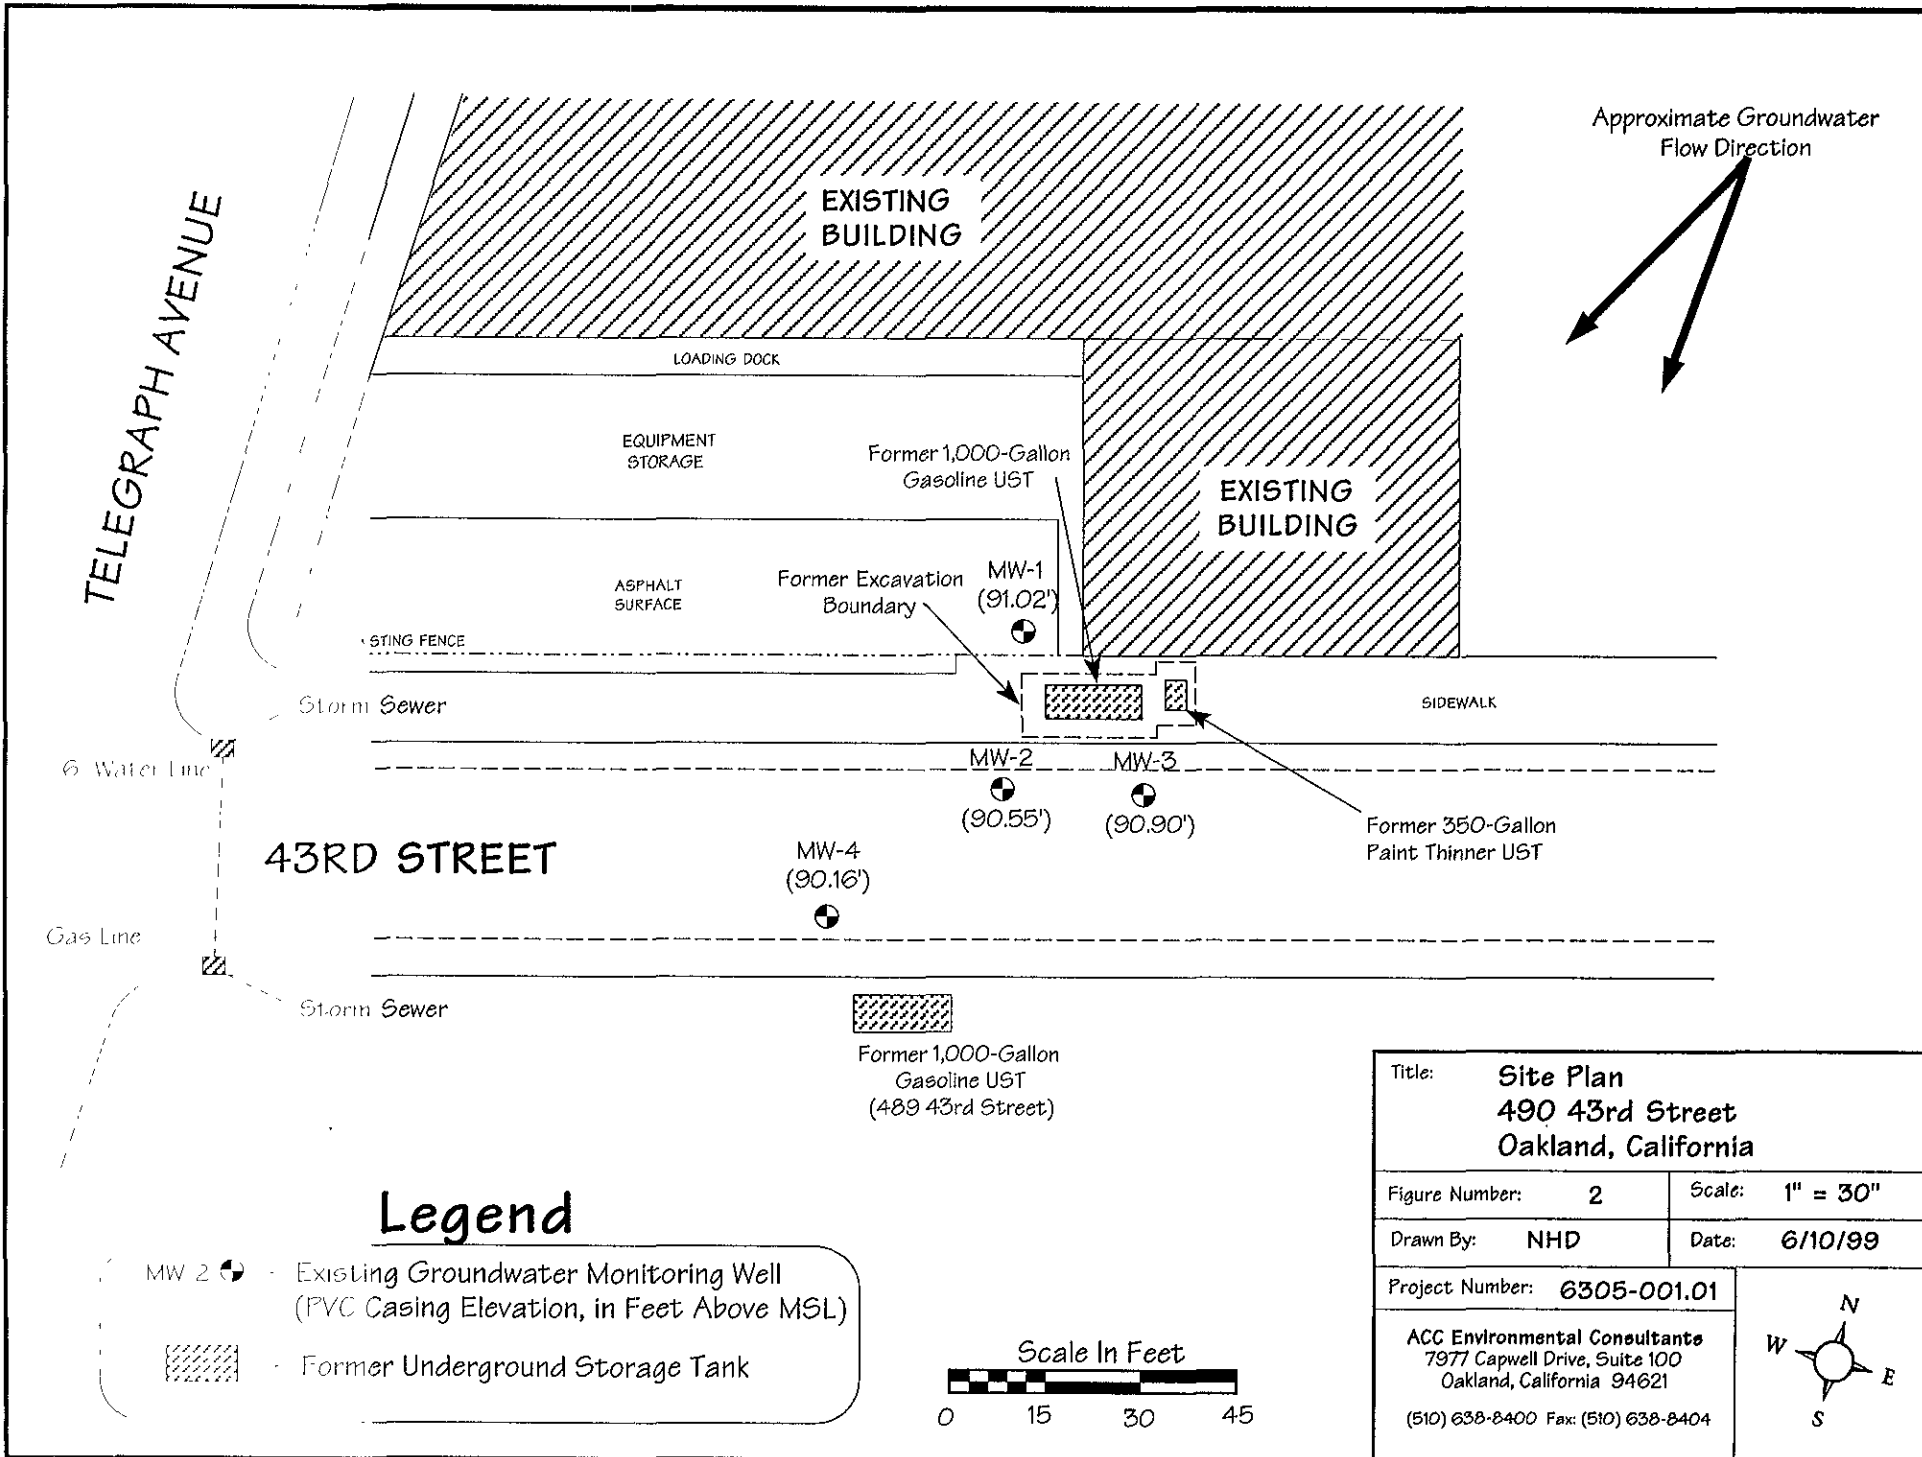 Approximate Groundwater
Flow Direction
EXISTING
BUILDING
TELEGRAPH AVENUE
LOADING DOCK
EQUIPMENT
STORAGE
Former 1,000-Gallon
Gasoline UST
EXISTING
BUILDING
ASPHALT
SURFACE
Former Excavation
Boundary
MW-1
(91.02')
STING FENCE
Storm Sewer
SIDEWALK
6 Water Line
MW-2
(90.55')
MW-3
(90.90')
Former 350-Gallon
Paint Thinner UST
43RD STREET
MW-4
(90.16')
Gas Line
Storm Sewer
Former 1,000-Gallon
Gasoline UST
(489 43rd Street)
Legend
MW 2 - Existing Groundwater Monitoring Well
(PVC Casing Elevation, in Feet Above MSL)
- Former Underground Storage Tank
Scale In Feet
0 15 30 45
Title: Site Plan
490 43rd Street
Oakland, California
Figure Number: 2
Scale: 1" = 30"
Drawn By: NHD
Date: 6/10/99
Project Number: 6305-001.01
ACC Environmental Consultants
7977 Capwell Drive, Suite 100
Oakland, California 94621
(510) 638-8400 Fax: (510) 638-8404
N
W
E
S